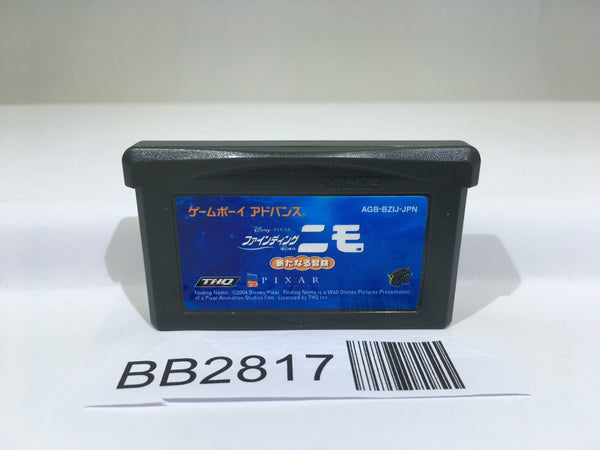 ゲームボーイ アドバンス
AGB-BZIJ-JPN
Disney PIXAR
ファインディング ニモ
新たなる冒険
THQ
PIXAR
Finding Nemo. ©2004 Disney/Pixar. Finding Nemo is a Walt Disney Pictures Presentation
of a Pixar Animation Studios Film. Licensed by THQ Inc.
BB2817